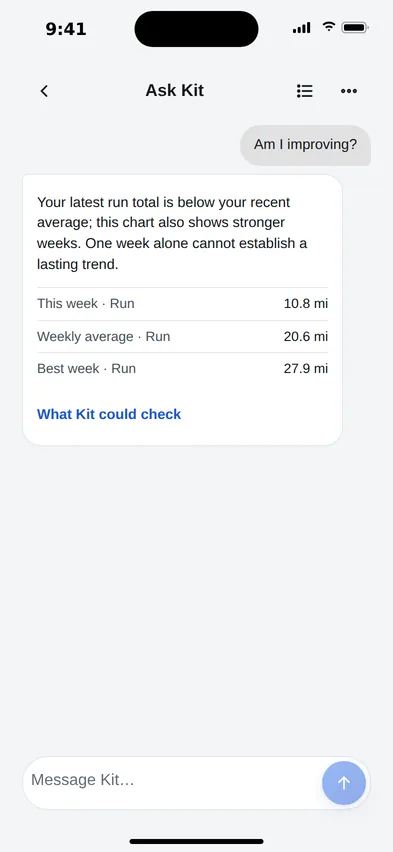 9:41
Ask Kit
Am I improving?
Your latest run total is below your recent
average; this chart also shows stronger
weeks. One week alone cannot establish a
lasting trend.
This week · Run 10.8 mi
Weekly average · Run 20.6 mi
Best week · Run 27.9 mi
What Kit could check
Message Kit…